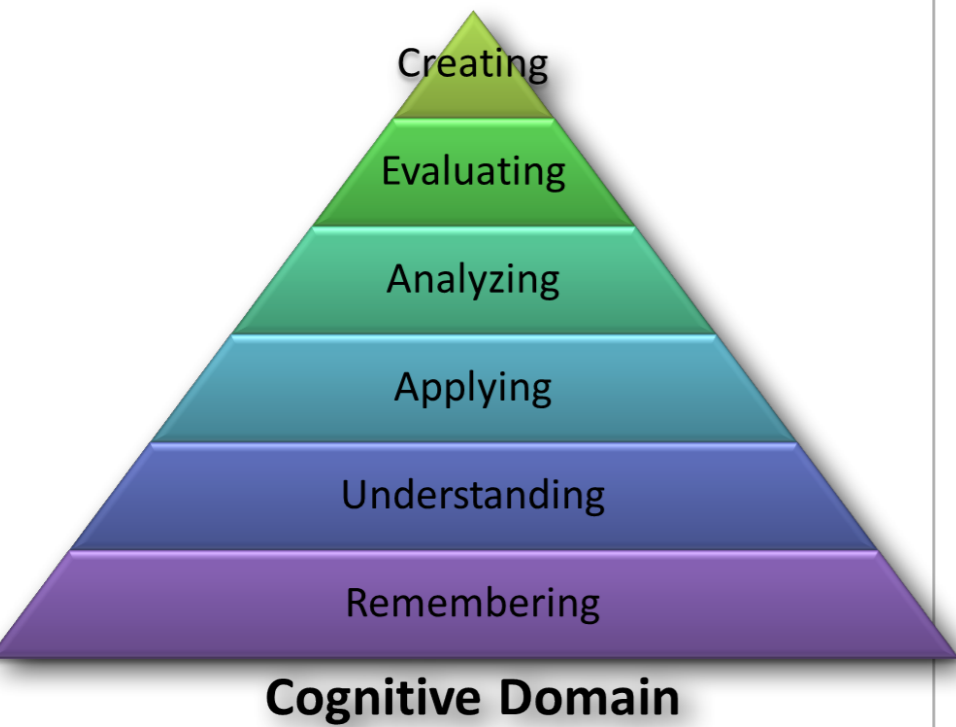 Creating
Evaluating
Analyzing
Applying
Understanding
Remembering
Cognitive Domain